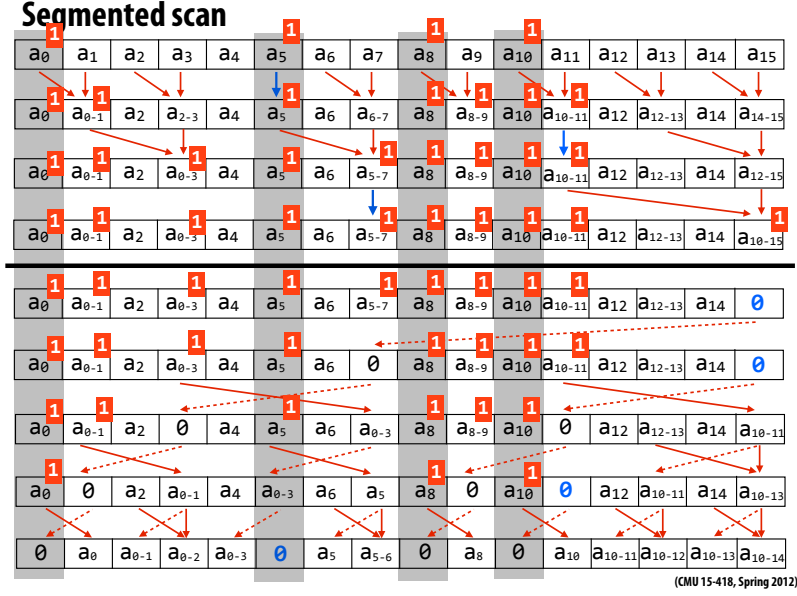 Segmented scan
1 1 1 1
a0 a1 a2 a3 a4 a5 a6 a7 a8 a9 a10 a11 a12 a13 a14 a15
1 1 1 1 1 1 1
a0 a0-1 a2 a2-3 a4 a5 a6 a6-7 a8 a8-9 a10 a10-11 a12 a12-13 a14 a14-15
1 1 1 1 1 1 1 1 1
a0 a0-1 a2 a0-3 a4 a5 a6 a5-7 a8 a8-9 a10 a10-11 a12 a12-13 a14 a12-15
1 1 1 1 1 1 1 1 1 1
a0 a0-1 a2 a0-3 a4 a5 a6 a5-7 a8 a8-9 a10 a10-11 a12 a12-13 a14 a10-15
1 1 1 1 1 1 1 1 1
a0 a0-1 a2 a0-3 a4 a5 a6 a5-7 a8 a8-9 a10 a10-11 a12 a12-13 a14 0
1 1 1 1 1 1 1 1
a0 a0-1 a2 a0-3 a4 a5 a6 0 a8 a8-9 a10 a10-11 a12 a12-13 a14 0
1 1 1 1 1 1
a0 a0-1 a2 0 a4 a5 a6 a0-3 a8 a8-9 a10 0 a12 a12-13 a14 a10-11
1 1 1
a0 0 a2 a0-1 a4 a0-3 a6 a5 a8 0 a10 0 a12 a10-11 a14 a10-13
0 a0 a0-1 a0-2 a0-3 0 a5 a5-6 0 a8 0 a10 a10-11 a10-12 a10-13 a10-14
(CMU 15-418, Spring 2012)